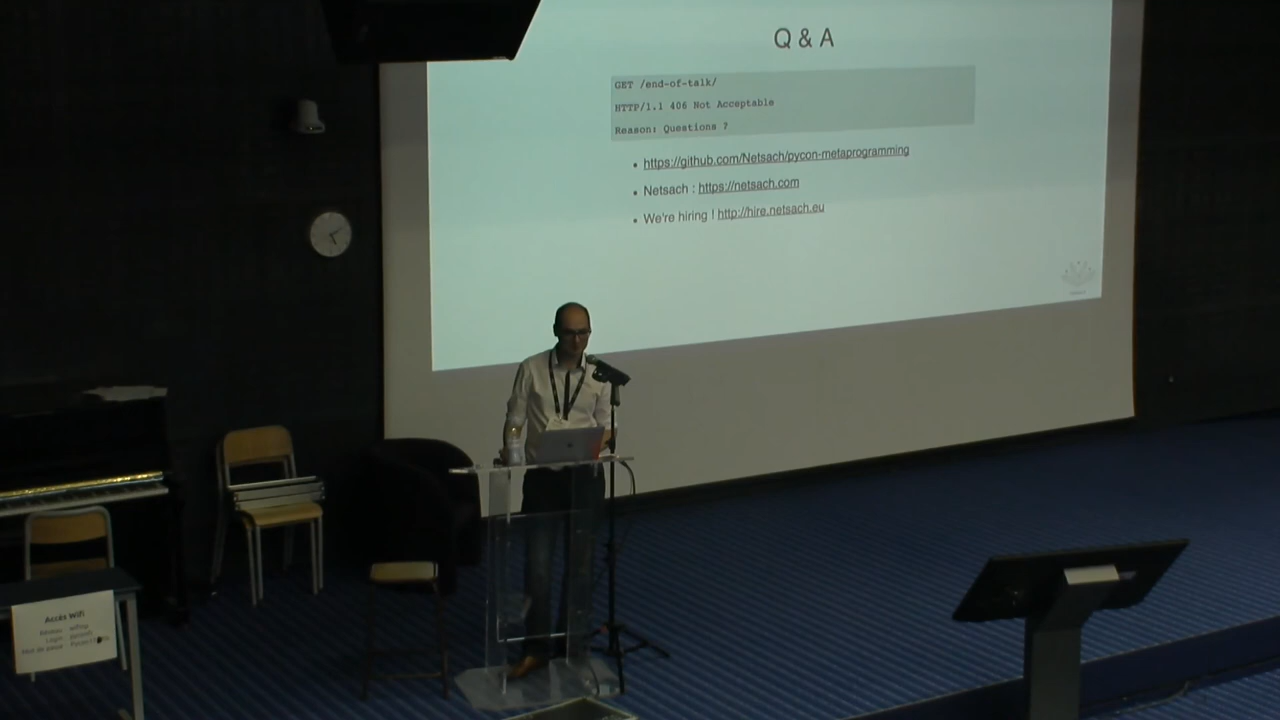 Q & A
GET /end-of-talk/
HTTP/1.1 406 Not Acceptable
Reason: Questions ?
• https://github.com/Netsach/pycon-metaprogramming
• Netsach : https://netsach.com
• We're hiring ! http://hire.netsach.eu
Accès Wifi